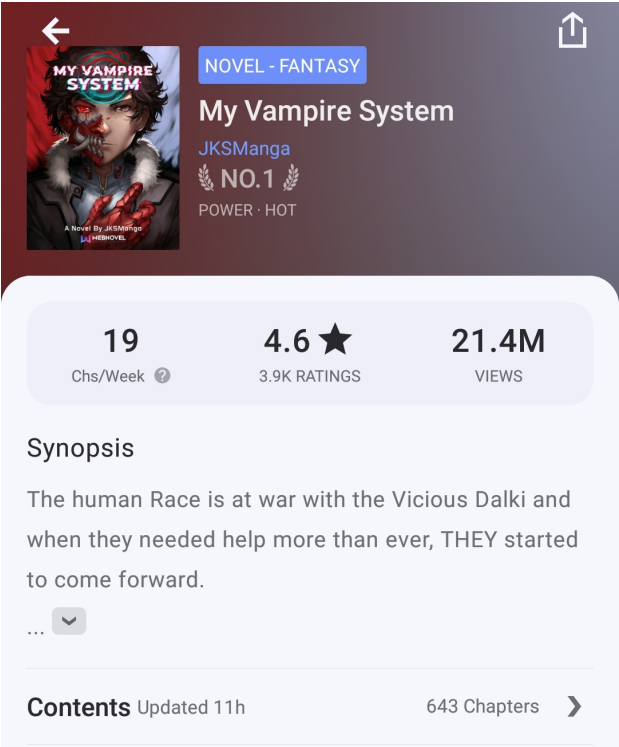 MY VAMPIRE
SYSTEM
A Novel By JKSManga
WEBNOVEL
NOVEL - FANTASY
My Vampire System
JKSManga
NO.1
POWER · HOT
19
Chs/Week ?
4.6 ★
3.9K RATINGS
21.4M
VIEWS
Synopsis
The human Race is at war with the Vicious Dalki and
when they needed help more than ever, THEY started
to come forward.
...
Contents Updated 11h 643 Chapters